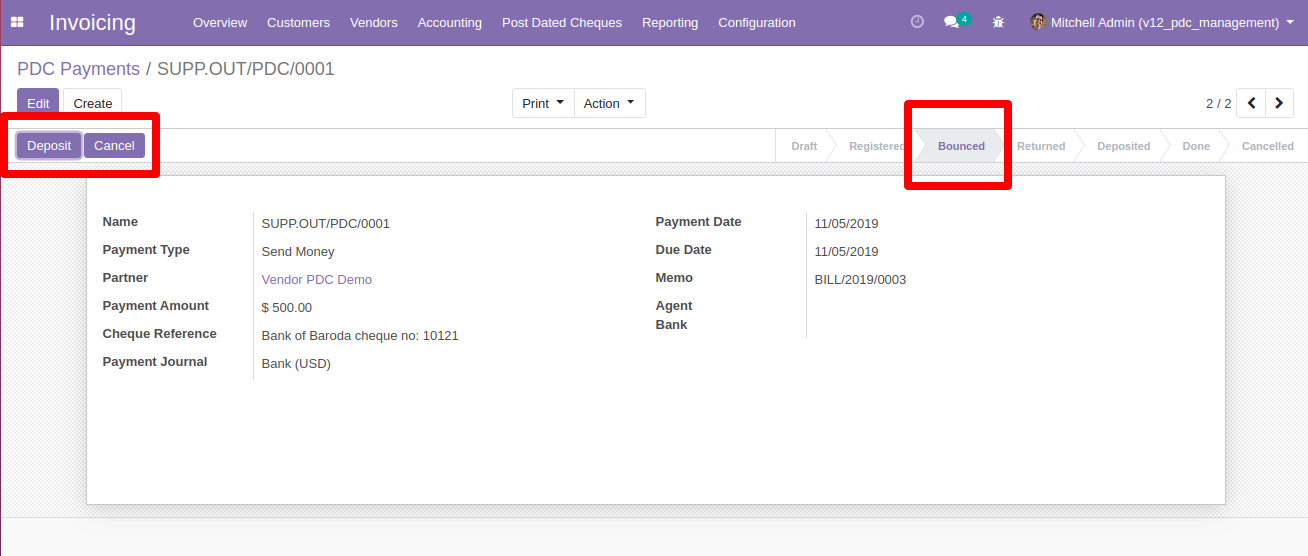 Invoicing Overview Customers Vendors Accounting Post Dated Cheques Reporting Configuration 4 Mitchell Admin (v12_pdc_management)
PDC Payments / SUPP.OUT/PDC/0001
Edit Create Print Action 2 / 2
Deposit Cancel Draft Registered Bounced Returned Deposited Done Cancelled
Name SUPP.OUT/PDC/0001 Payment Date 11/05/2019
Payment Type Send Money Due Date 11/05/2019
Partner Vendor PDC Demo Memo BILL/2019/0003
Payment Amount $ 500.00 Agent
Bank
Cheque Reference Bank of Baroda cheque no: 10121
Payment Journal Bank (USD)